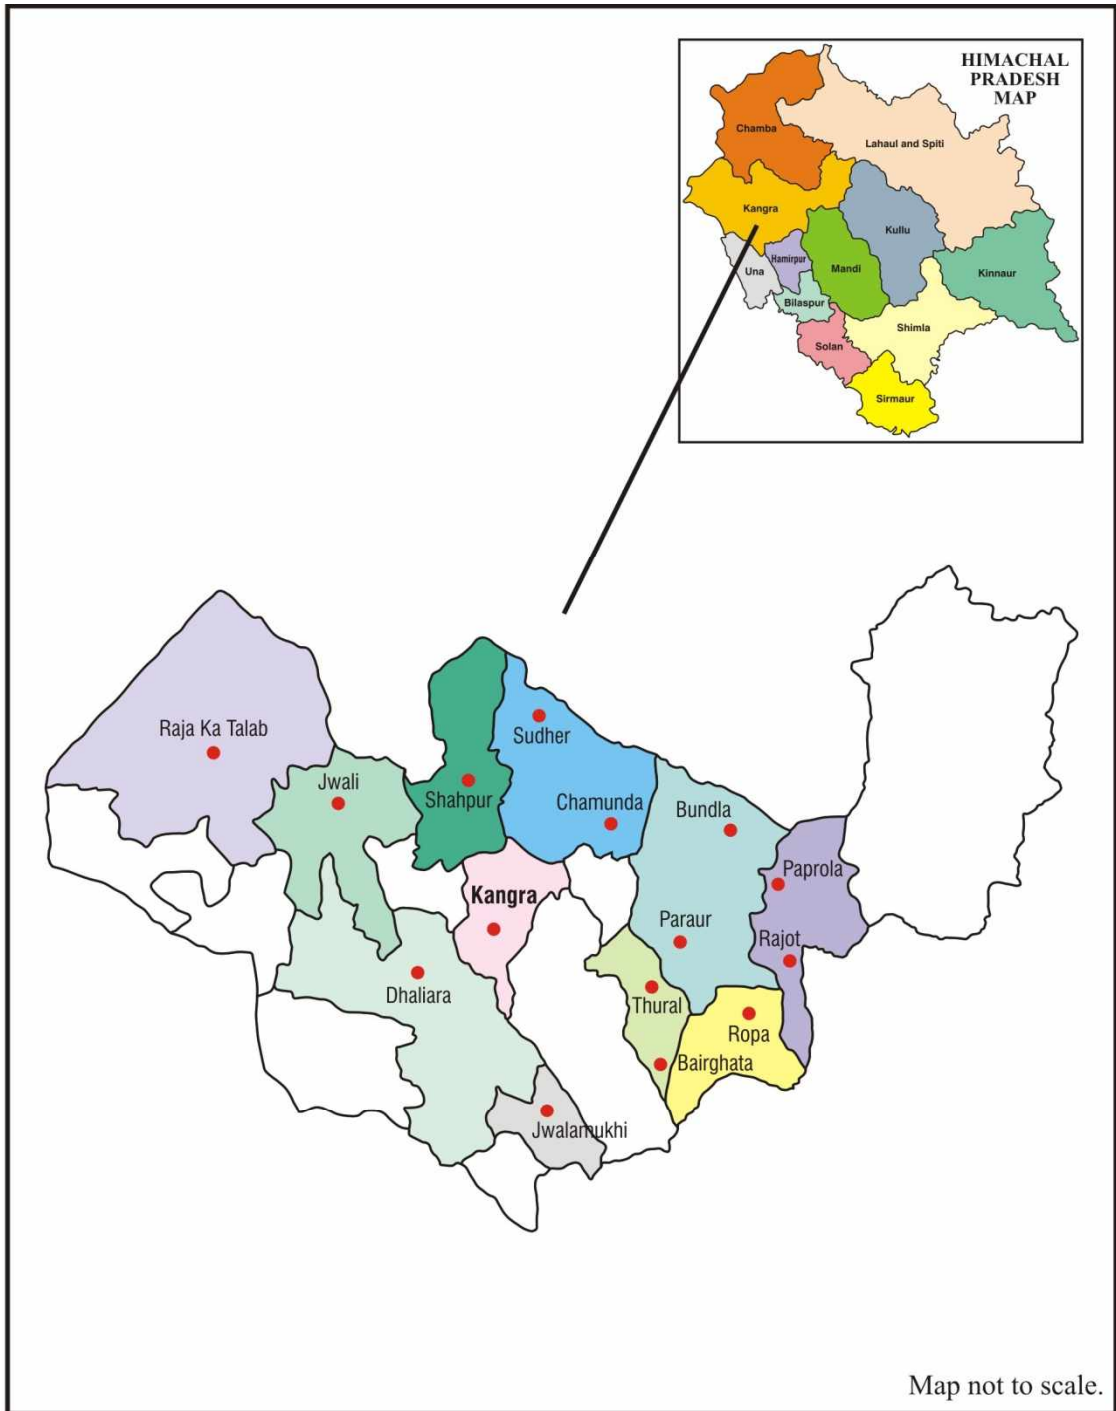 HIMACHAL
PRADESH
MAP
Chamba
Lahaul and Spiti
Kangra
Kullu
Hamirpur
Una
Mandi
Kinnaur
Bilaspur
Shimla
Solan
Sirmaur
Raja Ka Talab
Sudher
Jwali
Shahpur
Chamunda
Bundla
Paprola
Kangra
Paraur
Rajot
Dhaliara
Thural
Ropa
Bairghata
Jwalamukhi
Map not to scale.